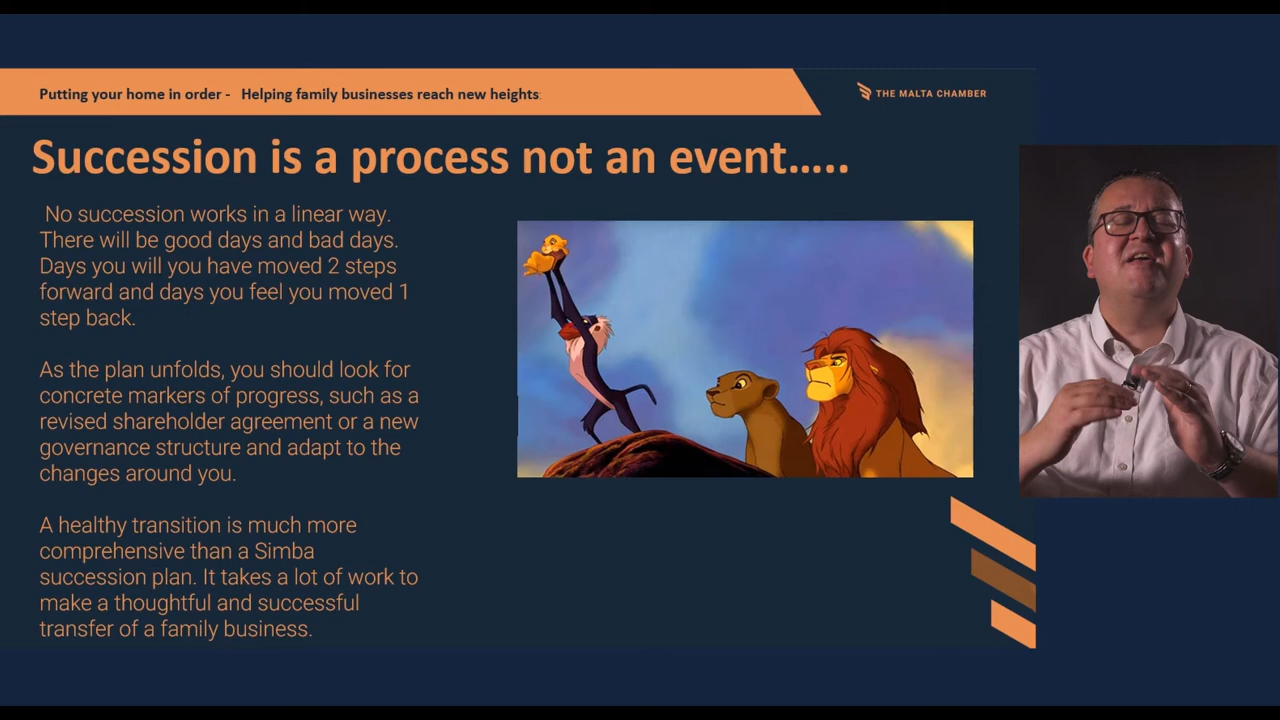 Putting your home in order - Helping family businesses reach new heights:
THE MALTA CHAMBER
Succession is a process not an event.....
No succession works in a linear way.
There will be good days and bad days.
Days you will you have moved 2 steps
forward and days you feel you moved 1
step back.
As the plan unfolds, you should look for
concrete markers of progress, such as a
revised shareholder agreement or a new
governance structure and adapt to the
changes around you.
A healthy transition is much more
comprehensive than a Simba
succession plan. It takes a lot of work to
make a thoughtful and successful
transfer of a family business.